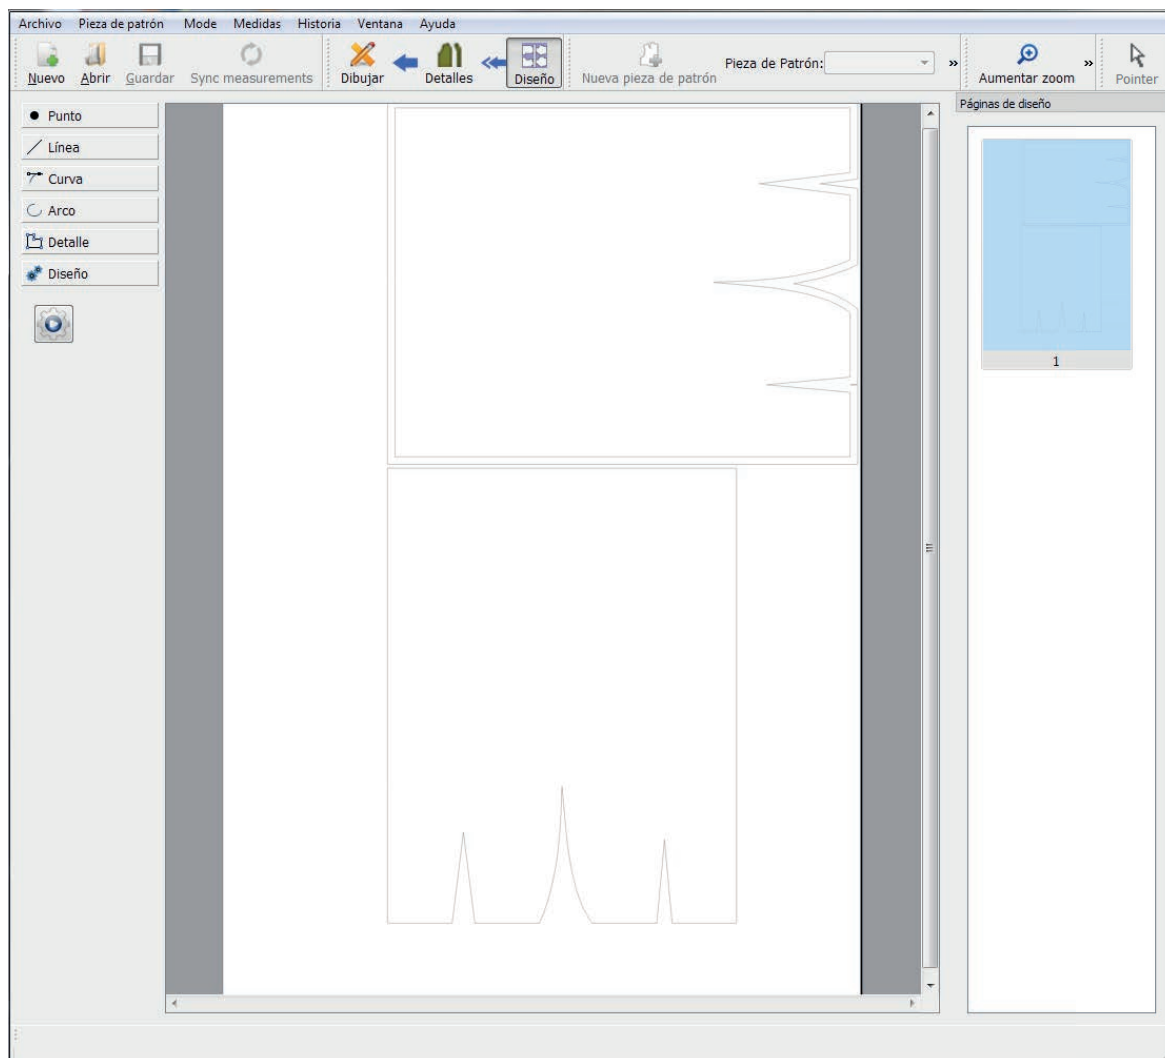 Archivo Pieza de patrón Mode Medidas Historia Ventana Ayuda
Nuevo Abrir Guardar Sync measurements Dibujar Detalles Diseño Nueva pieza de patrón Pieza de Patrón: » Aumentar zoom » Pointer
Páginas de diseño
Punto
Línea
Curva
Arco
Detalle
Diseño
1